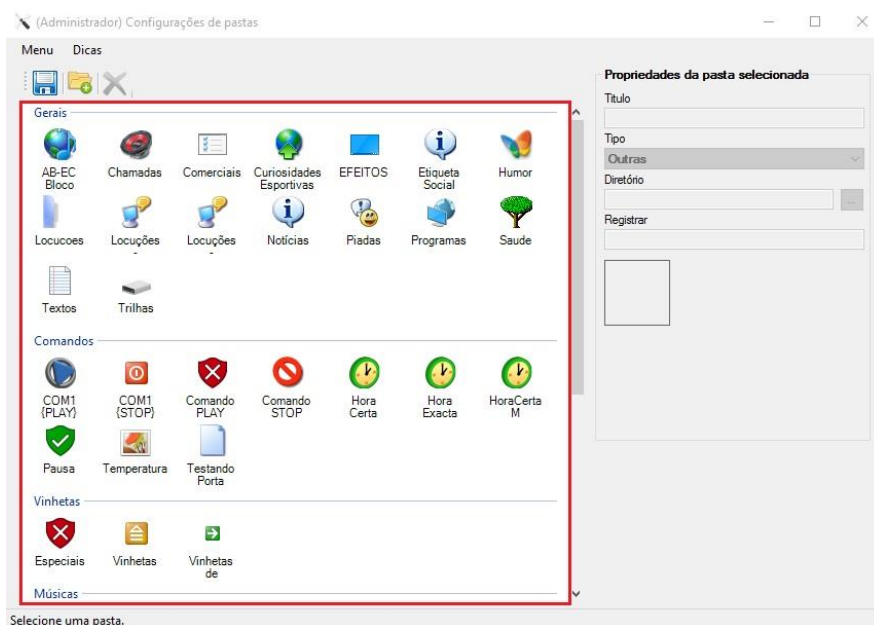 (Administrador) Configurações de pastas
Menu Dicas
Gerais
AB-EC Bloco
Chamadas
Comerciais
Curiosidades Esportivas
EFEITOS
Etiqueta Social
Humor
Locucoes
Locuções -
Locuções -
Notícias
Piadas
Programas
Saude
Textos
Trilhas
Comandos
COM1 {PLAY}
COM1 {STOP}
Comando PLAY
Comando STOP
Hora Certa
Hora Exacta
HoraCerta M
Pausa
Temperatura
Testando Porta
Vinhetas
Especiais
Vinhetas
Vinhetas de
Músicas
Propriedades da pasta selecionada
Titulo
Tipo
Outras
Diretório
...
Registrar
Selecione uma pasta.